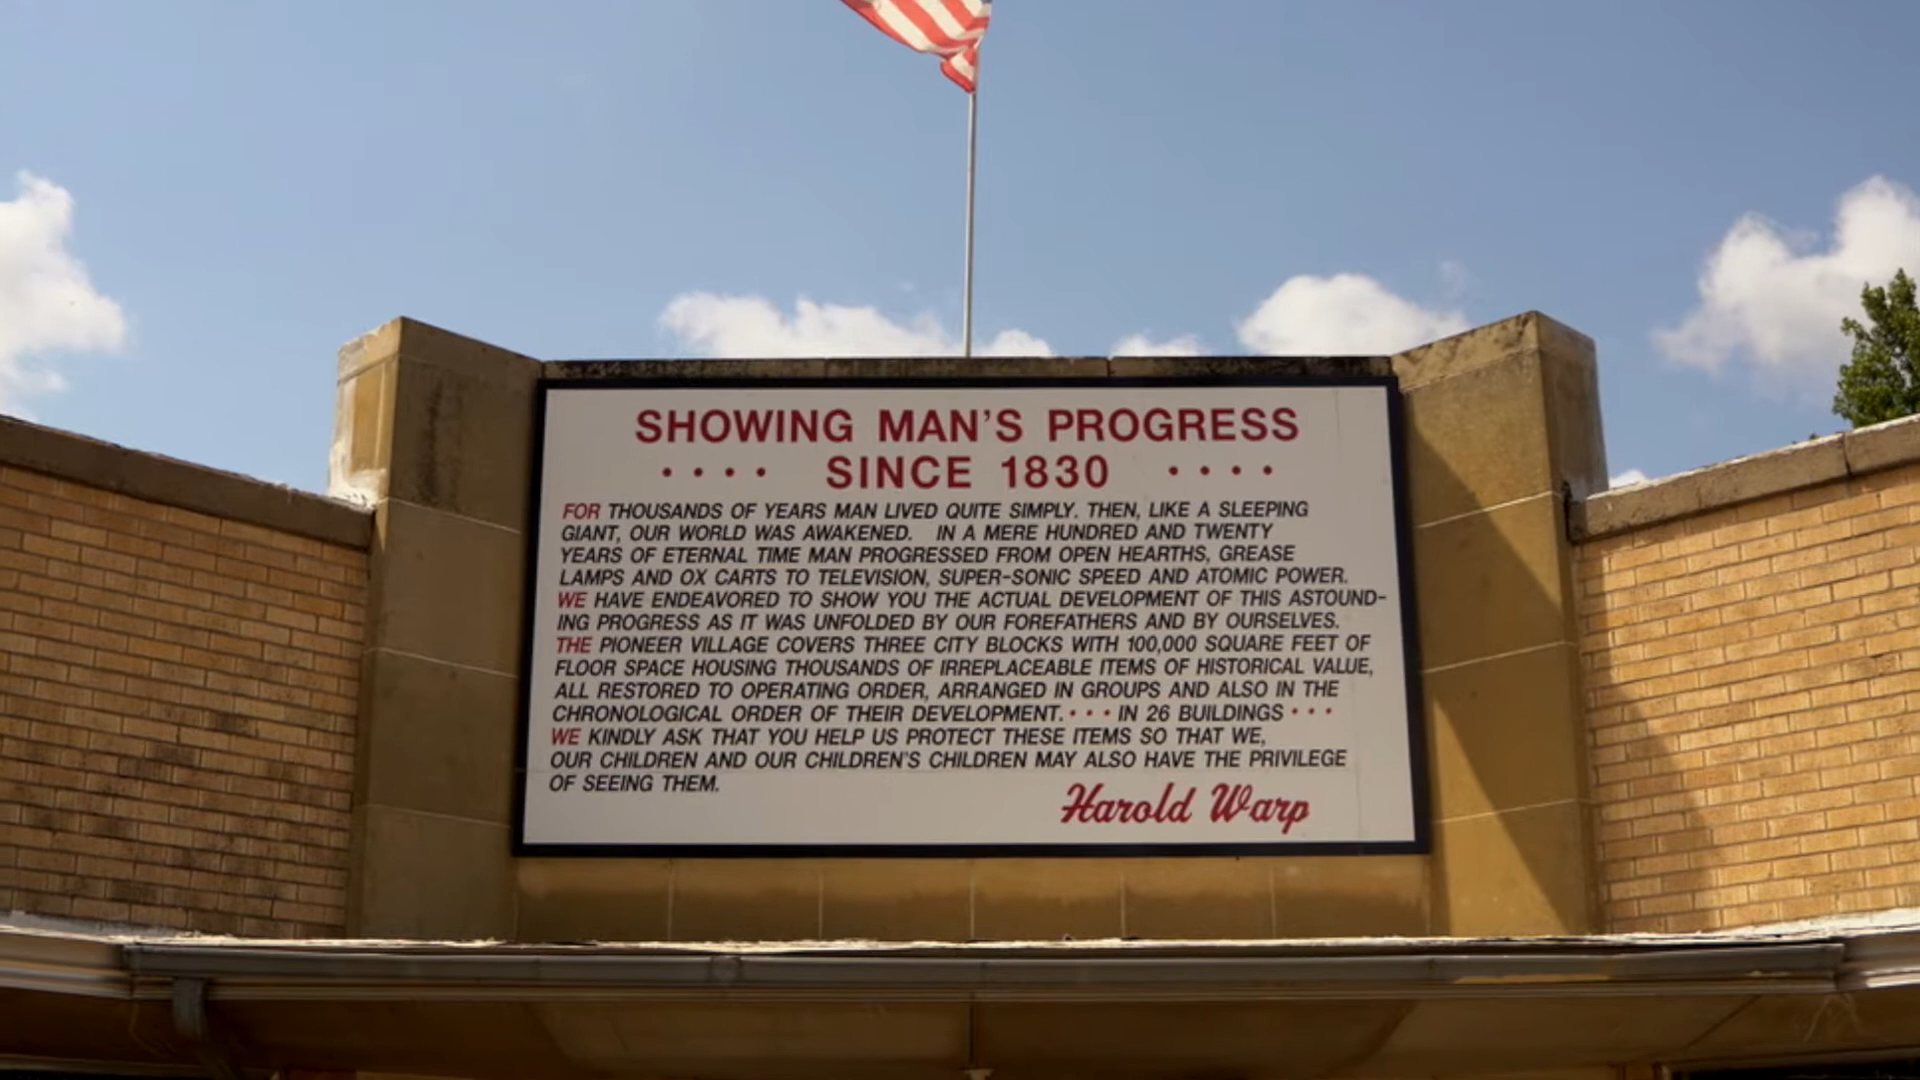 SHOWING MAN'S PROGRESS
•••• SINCE 1830 ••••
FOR THOUSANDS OF YEARS MAN LIVED QUITE SIMPLY. THEN, LIKE A SLEEPING
GIANT, OUR WORLD WAS AWAKENED. IN A MERE HUNDRED AND TWENTY
YEARS OF ETERNAL TIME MAN PROGRESSED FROM OPEN HEARTHS, GREASE
LAMPS AND OX CARTS TO TELEVISION, SUPER-SONIC SPEED AND ATOMIC POWER.
WE HAVE ENDEAVORED TO SHOW YOU THE ACTUAL DEVELOPMENT OF THIS ASTOUND-
ING PROGRESS AS IT WAS UNFOLDED BY OUR FOREFATHERS AND BY OURSELVES.
THE PIONEER VILLAGE COVERS THREE CITY BLOCKS WITH 100,000 SQUARE FEET OF
FLOOR SPACE HOUSING THOUSANDS OF IRREPLACEABLE ITEMS OF HISTORICAL VALUE,
ALL RESTORED TO OPERATING ORDER, ARRANGED IN GROUPS AND ALSO IN THE
CHRONOLOGICAL ORDER OF THEIR DEVELOPMENT. ••• IN 26 BUILDINGS •••
WE KINDLY ASK THAT YOU HELP US PROTECT THESE ITEMS SO THAT WE,
OUR CHILDREN AND OUR CHILDREN'S CHILDREN MAY ALSO HAVE THE PRIVILEGE
OF SEEING THEM.
Harold Warp